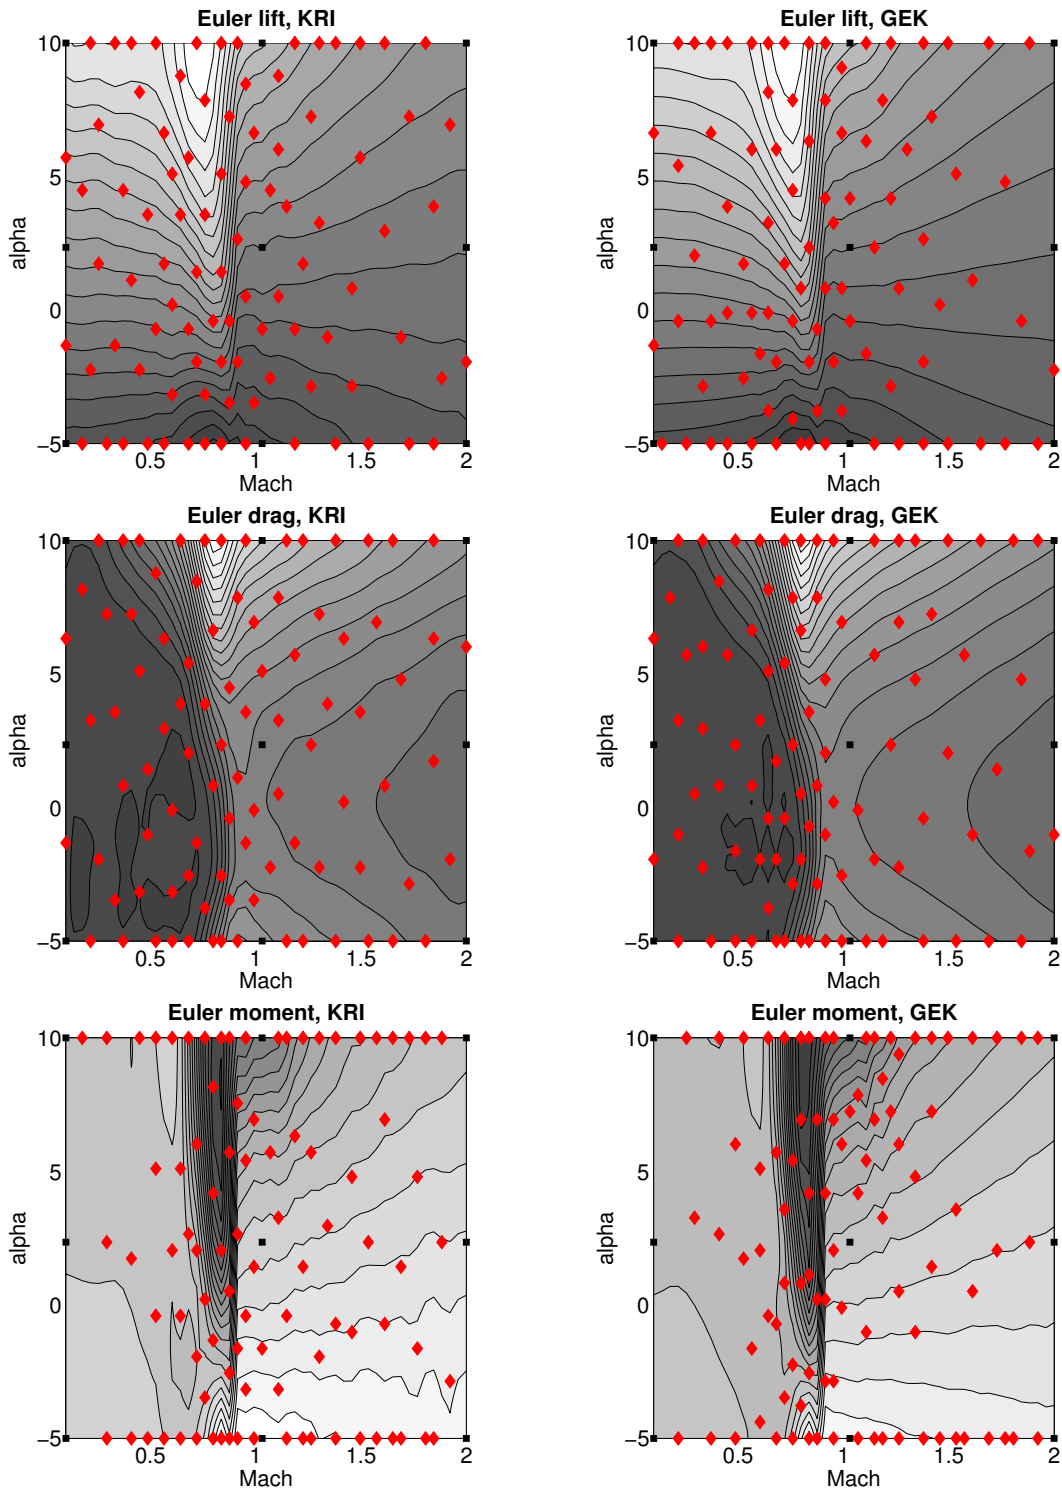 Euler lift, KRI
Euler lift, GEK
10
5
0
−5
alpha
0.5 1 1.5 2
Mach
10
5
0
−5
alpha
0.5 1 1.5 2
Mach
Euler drag, KRI
Euler drag, GEK
10
5
0
−5
alpha
0.5 1 1.5 2
Mach
10
5
0
−5
alpha
0.5 1 1.5 2
Mach
Euler moment, KRI
Euler moment, GEK
10
5
0
−5
alpha
0.5 1 1.5 2
Mach
10
5
0
−5
alpha
0.5 1 1.5 2
Mach